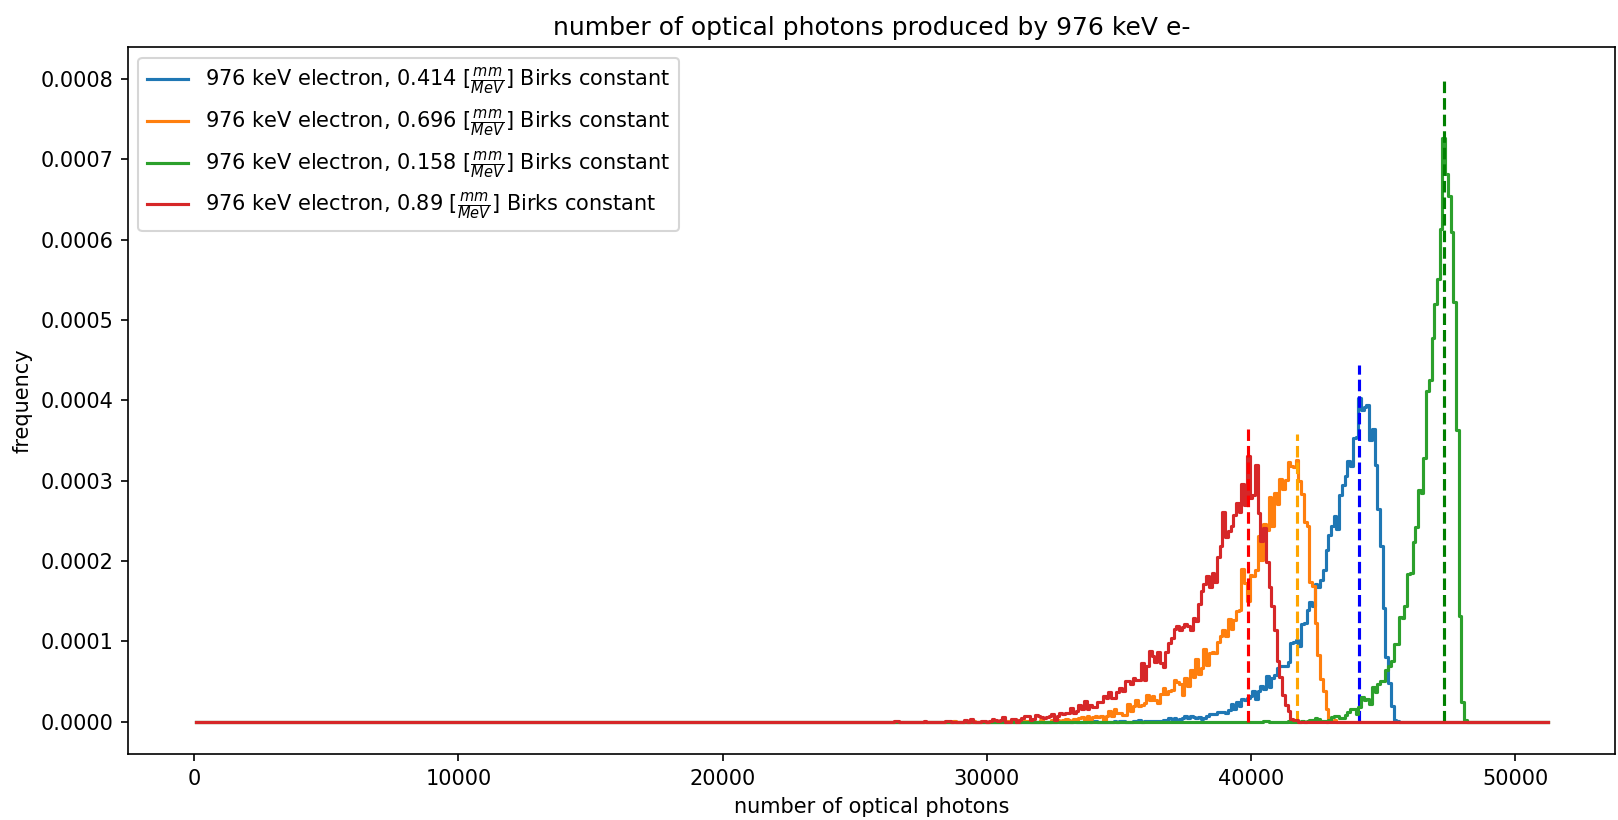 number of optical photons produced by 976 keV e-
976 keV electron, 0.414 [mm/MeV] Birks constant
976 keV electron, 0.696 [mm/MeV] Birks constant
976 keV electron, 0.158 [mm/MeV] Birks constant
976 keV electron, 0.89 [mm/MeV] Birks constant
frequency
0.0008
0.0007
0.0006
0.0005
0.0004
0.0003
0.0002
0.0001
0.0000
0 10000 20000 30000 40000 50000
number of optical photons